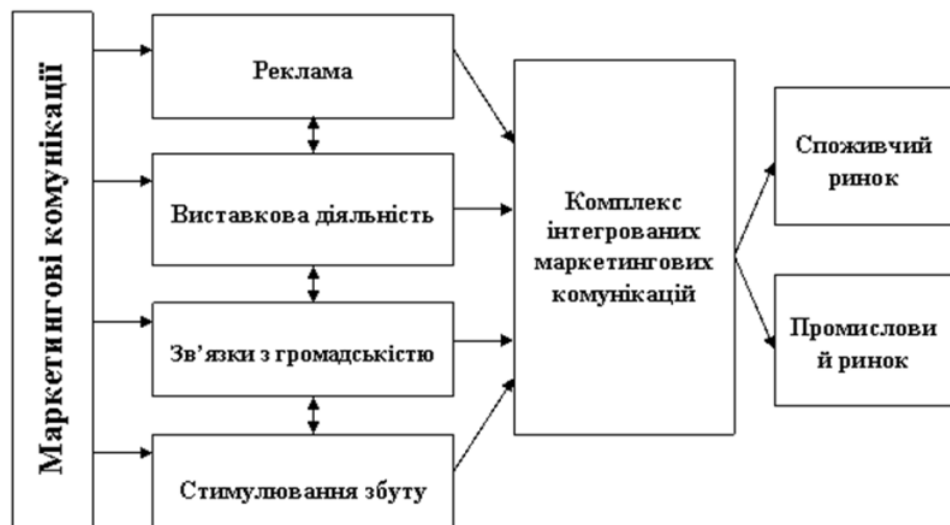 Маркетингові комунікації
Реклама
Виставкова діяльність
Зв’язки з громадськістю
Стимулювання збуту
Комплекс
інтегрованих
маркетингових
комунікацій
Споживчий
ринок
Промислови
й ринок